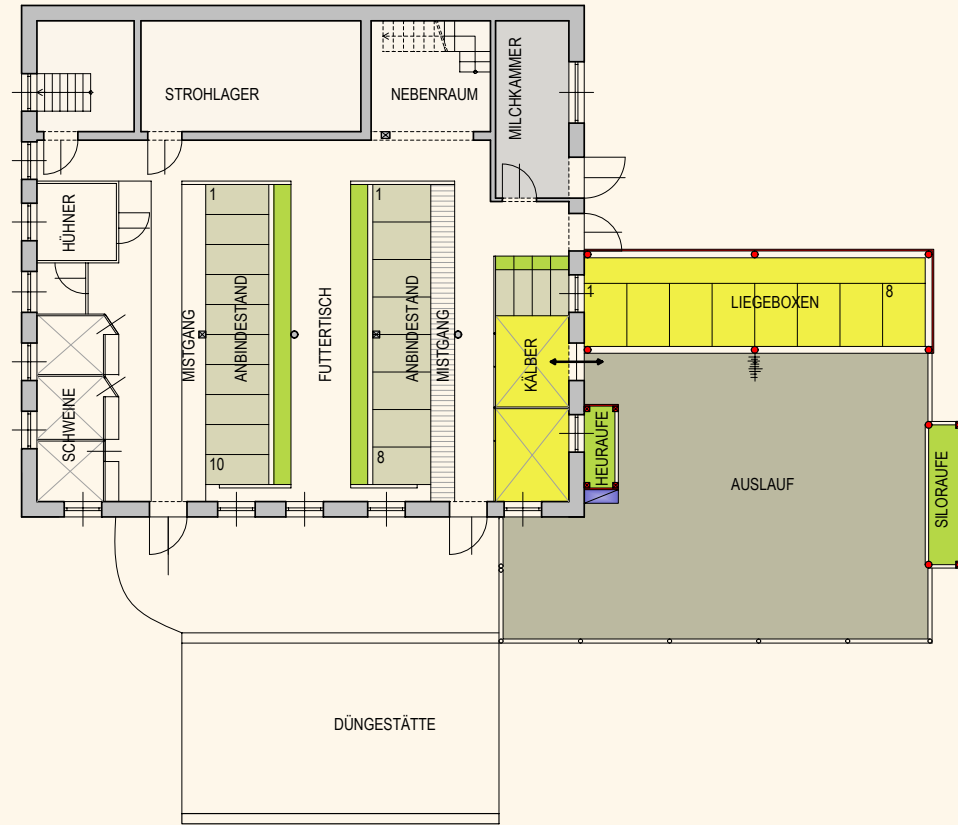 STROHLAGER
NEBENRAUM
MILCHKAMMER
HÜHNER
1
1
MISTGANG
ANBINDESTAND
FUTTERTISCH
ANBINDESTAND
MISTGANG
1
8
LIEGEBOXEN
KÄLBER
SCHWEINE
10
8
HEURAUFE
AUSLAUF
SILORAUFE
DÜNGESTÄTTE